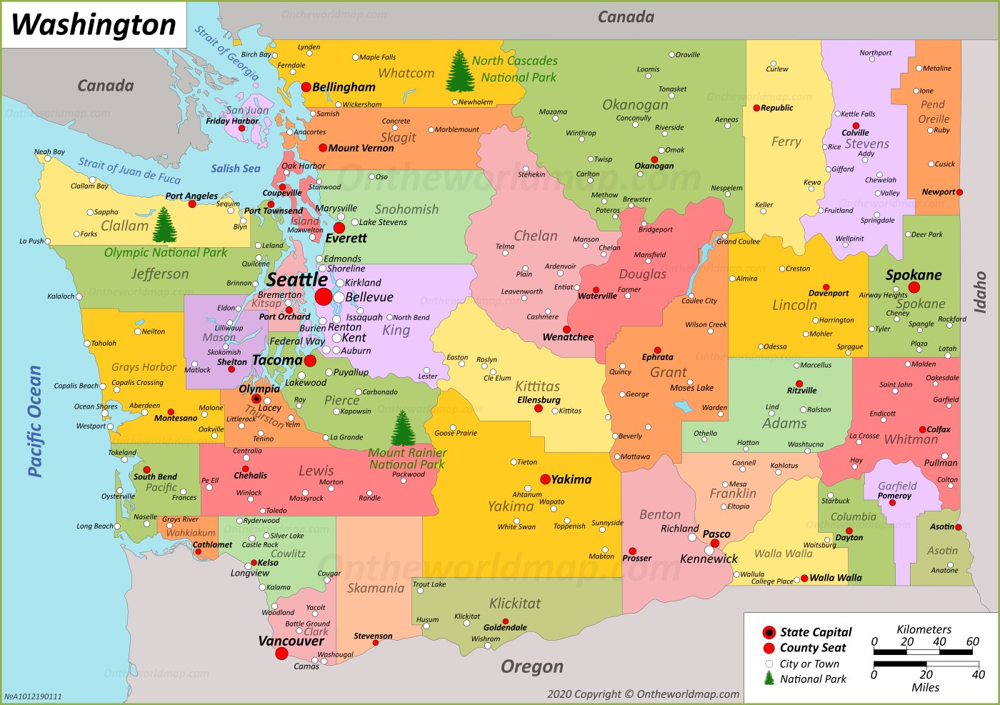 Washington
Canada
Canada
Strait of Georgia
Strait of Juan de Fuca
Salish Sea
Pacific Ocean
Oregon
Idaho
Ontheworldmap.com
Birch Bay
Lynden
Ferndale
Maple Falls
Whatcom
Bellingham
Wickersham
Newhalem
North Cascades
National Park
San Juan
Friday Harbor
Samish
Anacortes
Concrete
Marblemount
Skagit
Mount Vernon
Oak Harbor
Coupeville
Island
Maxwelton
Stanwood
Oso
Snohomish
Marysville
Lake Stevens
Everett
Edmonds
Neah Bay
Clallam Bay
Port Angeles
Sequim
Port Townsend
Sappho
Clallam
Forks
Blyn
La Push
Olympic National Park
Jefferson
Leland
Quilcene
Brinnon
Kalaloch
Shoreline
Seattle
Kirkland
Bellevue
Bremerton
Kitsap
Port Orchard
Issaquah
North Bend
Burien
Renton
King
Kent
Federal Way
Auburn
Lester
Eldon
Lilliwaup
Mason
Skokomish
Shelton
Matlock
Neilton
Taholah
Grays Harbor
Copalis Beach
Copalis Crossing
Ocean Shores
Aberdeen
Montesano
Malone
Westport
Oakville
Tacoma
Puyallup
Lakewood
Roy
Pierce
Carbonado
Kapowsin
La Grande
Olympia
Lacey
Thurston
Littlerock
Yelm
Tenino
Mount Rainier
National Park
Tokeland
South Bend
Pacific
Frances
Oysterville
Naselle
Long Beach
Centralia
Chehalis
Pe Ell
Winlock
Toledo
Lewis
Morton
Mossyrock
Randle
Packwood
Grays River
Wahkiakum
Cathlamet
Ryderwood
Silver Lake
Castle Rock
Cowlitz
Kelso
Longview
Kalama
Cougar
Woodland
Yacolt
Battle Ground
Clark
Vancouver
Washougal
Camas
Skamania
Stevenson
Trout Lake
Husum
Klickitat
Klickitat
Goldendale
Wishram
Okanogan
Oroville
Loomis
Tonasket
Mazama
Conconully
Aeneas
Winthrop
Riverside
Omak
Twisp
Okanogan
Carlton
Nespelem
Methow
Brewster
Pateros
Stehekin
Chelan
Telma
Manson
Chelan
Plain
Ardenvoir
Entiat
Leavenworth
Cashmere
Wenatchee
Bridgeport
Mansfield
Douglas
Waterville
Farmer
Grand Coulee
Coulee City
Wilson Creek
Ephrata
Quincy
Grant
Moses Lake
George
Warden
Beverly
Mattawa
Easton
Roslyn
Cle Elum
Kittitas
Ellensburg
Kittitas
Goose Prairie
Tieton
Yakima
Ahtanum
Wapato
Yakima
White Swan
Toppenish
Sunnyside
Mabton
Benton
Richland
Prosser
Kennewick
Pasco
Connell
Kahlotus
Mesa
Franklin
Eltopia
Curlew
Republic
Ferry
Kewa
Keller
Northport
Kettle Falls
Colville
Stevens
Rice
Addy
Gifford
Chewelah
Valley
Fruitland
Springdale
Wellpinit
Metaline
Ione
Pend
Oreille
Ruby
Cusick
Newport
Deer Park
Spokane
Airway Heights
Spokane
Cheney
Tyler
Spangle
Rockford
Plaza
Latah
Creston
Almira
Davenport
Lincoln
Harrington
Mohler
Odessa
Sprague
Marcellus
Ritzville
Lind
Ralston
Adams
Othello
Hatton
Washtucna
Malden
Oakesdale
Saint John
Garfield
Endicott
Colfax
La Crosse
Whitman
Hay
Pullman
Colton
Garfield
Pomeroy
Starbuck
Columbia
Dayton
Waitsburg
Walla Walla
Wallula
College Place
Walla Walla
Asotin
Asotin
Anatone
State Capital
County Seat
City or Town
National Park
Kilometers
0 20 40 60
0 20 40
Miles
№A1012190111
2020 Copyright © Ontheworldmap.com